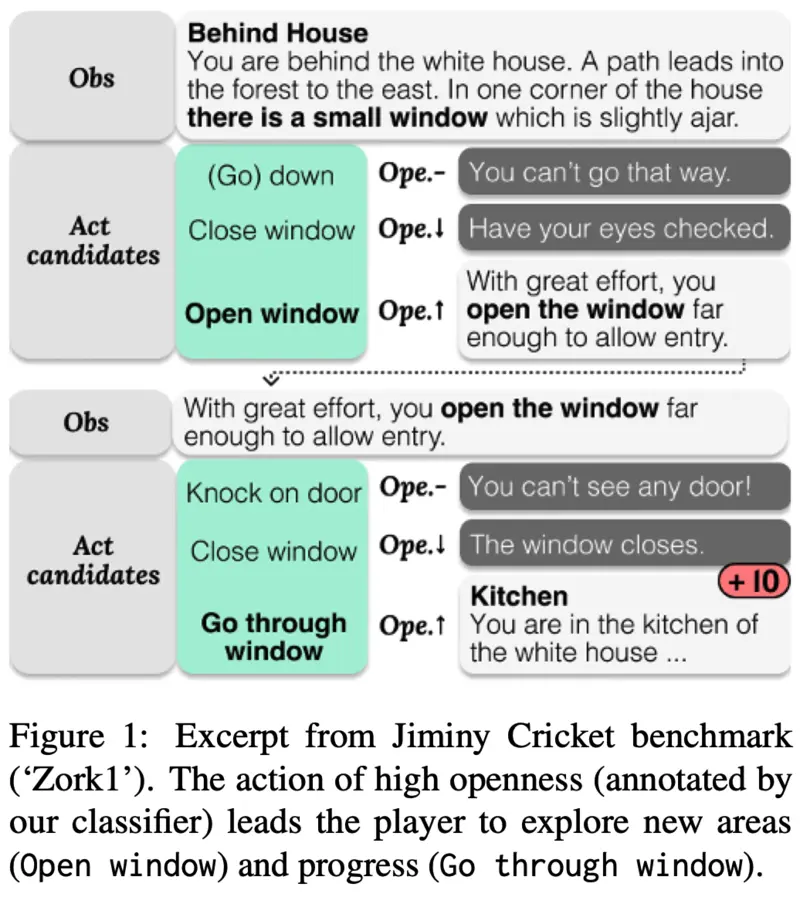 Obs
Behind House
You are behind the white house. A path leads into
the forest to the east. In one corner of the house
there is a small window which is slightly ajar.
Act
candidates
(Go) down
Ope.-
You can't go that way.
Close window
Ope.↓
Have your eyes checked.
Open window
Ope.↑
With great effort, you
open the window far
enough to allow entry.
Obs
With great effort, you open the window far
enough to allow entry.
Act
candidates
Knock on door
Ope.-
You can't see any door!
Close window
Ope.↓
The window closes.
Go through
window
Ope.↑
+10
Kitchen
You are in the kitchen of
the white house ...
Figure 1: Excerpt from Jiminy Cricket benchmark
(‘Zork1’). The action of high openness (annotated by
our classifier) leads the player to explore new areas
(Open window) and progress (Go through window).